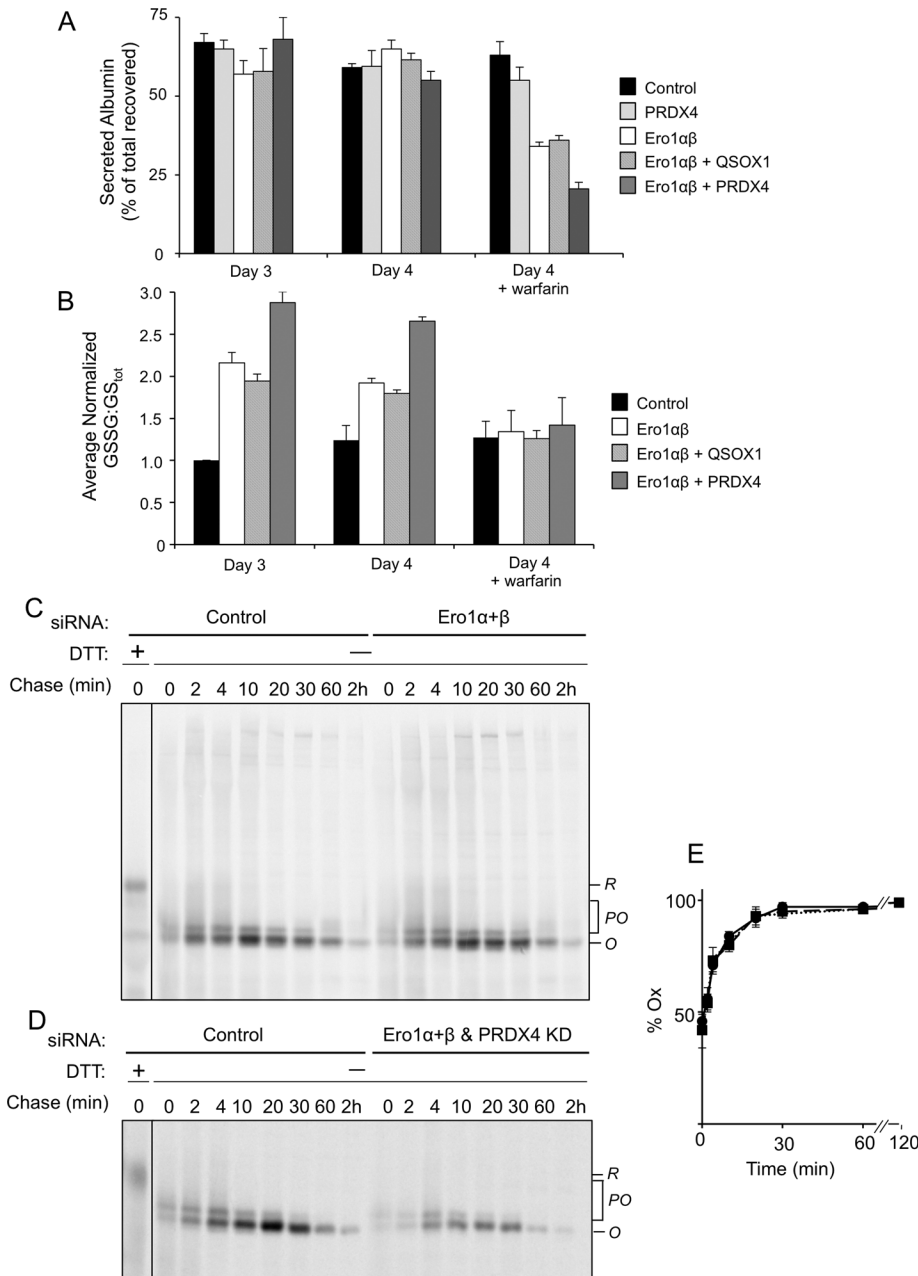 A
Secreted Albumin
(% of total recovered)
75
50
25
0
Day 3
Day 4
Day 4
+ warfarin
Control
PRDX4
Ero1αβ
Ero1αβ + QSOX1
Ero1αβ + PRDX4
B
Average Normalized
GSSG:GStot
3.0
2.5
2.0
1.5
1.0
0.5
0
Day 3
Day 4
Day 4
+ warfarin
Control
Ero1αβ
Ero1αβ + QSOX1
Ero1αβ + PRDX4
C
siRNA: Control Ero1α+β
DTT: + —
Chase (min) 0 0 2 4 10 20 30 60 2h 0 2 4 10 20 30 60 2h
R
PO
O
D
siRNA: Control Ero1α+β & PRDX4 KD
DTT: + —
Chase (min) 0 0 2 4 10 20 30 60 2h 0 2 4 10 20 30 60 2h
R
PO
O
E
% Ox
100
50
0 30 60 120
Time (min)